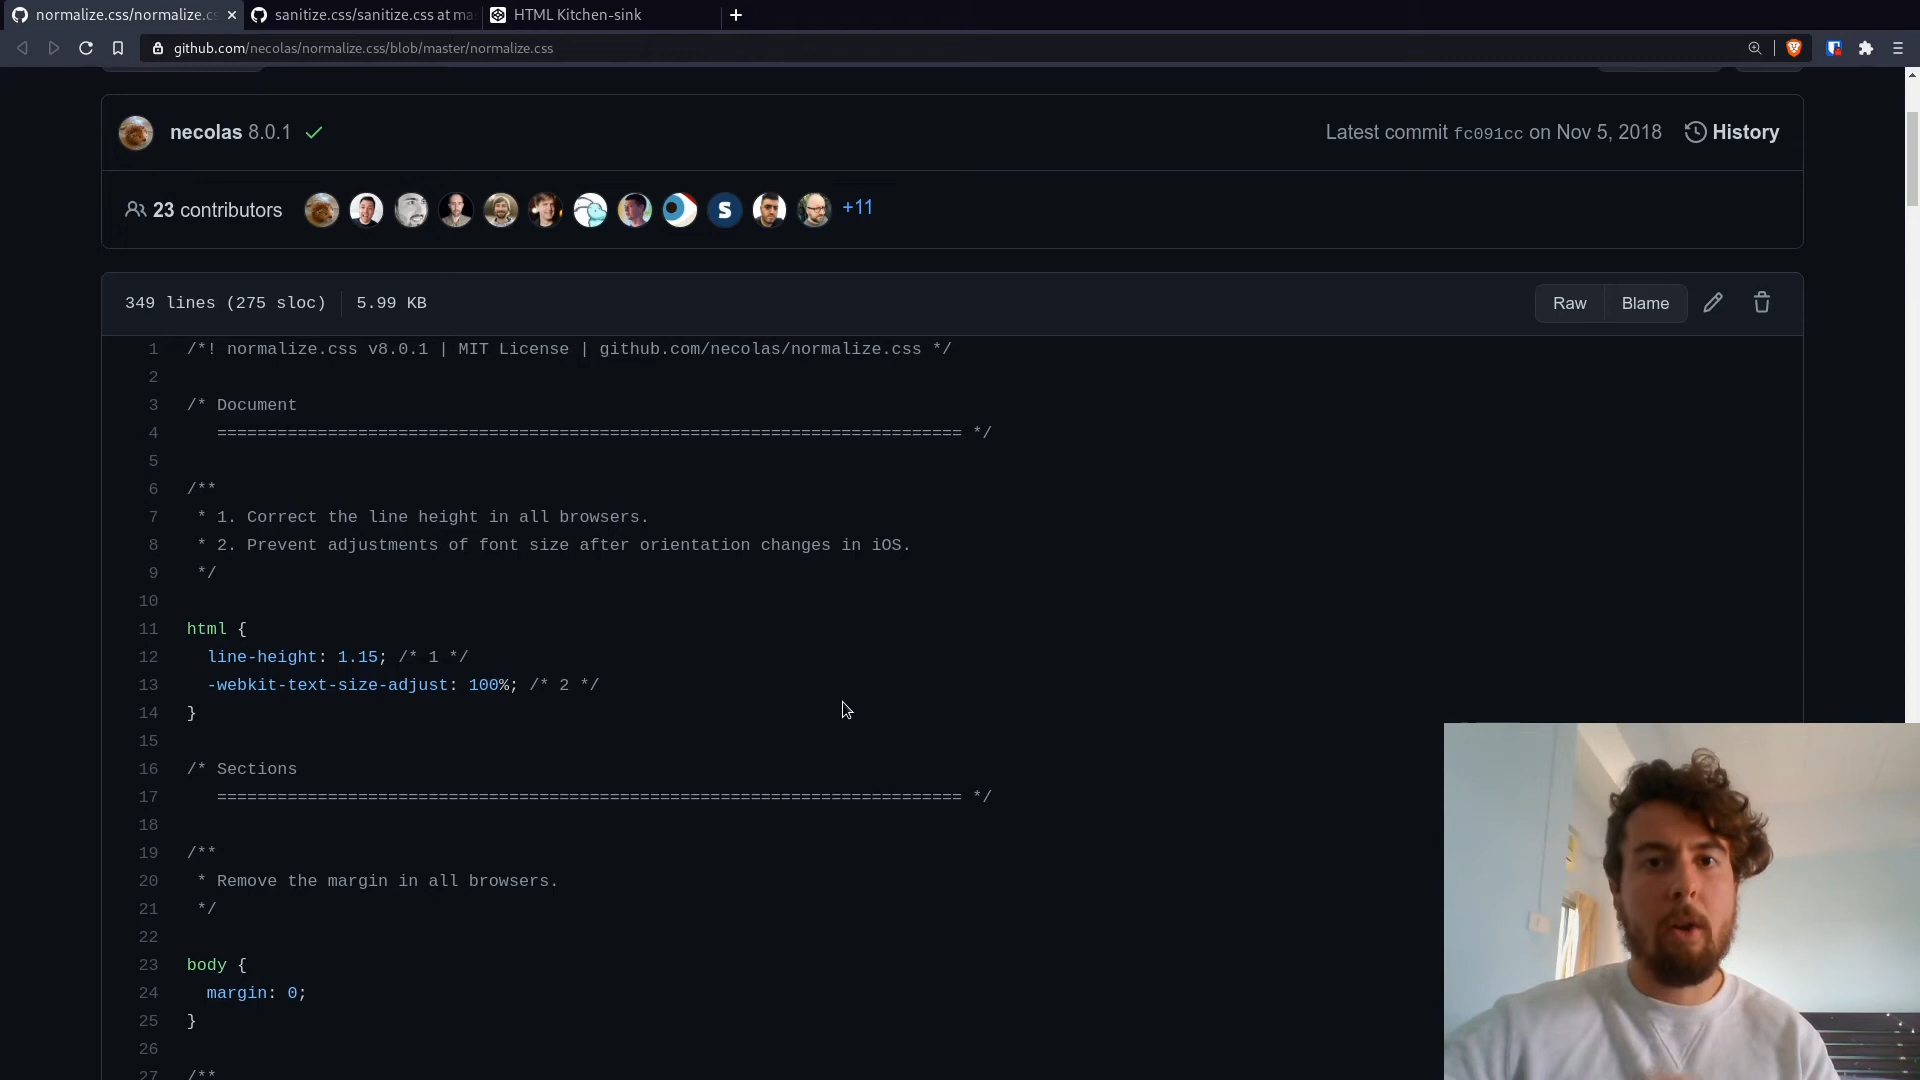 normalize.css/normalize.cs
sanitize.css/sanitize.css at ma
HTML Kitchen-sink
github.com/necolas/normalize.css/blob/master/normalize.css
necolas 8.0.1
Latest commit fc091cc on Nov 5, 2018
History
23 contributors
+11
349 lines (275 sloc)
5.99 KB
Raw
Blame
1 /*! normalize.css v8.0.1 | MIT License | github.com/necolas/normalize.css */
2
3 /* Document
4 ========================================================================== */
5
6 /**
7 * 1. Correct the line height in all browsers.
8 * 2. Prevent adjustments of font size after orientation changes in iOS.
9 */
10
11 html {
12 line-height: 1.15; /* 1 */
13 -webkit-text-size-adjust: 100%; /* 2 */
14 }
15
16 /* Sections
17 ========================================================================== */
18
19 /**
20 * Remove the margin in all browsers.
21 */
22
23 body {
24 margin: 0;
25 }
26
27 /**